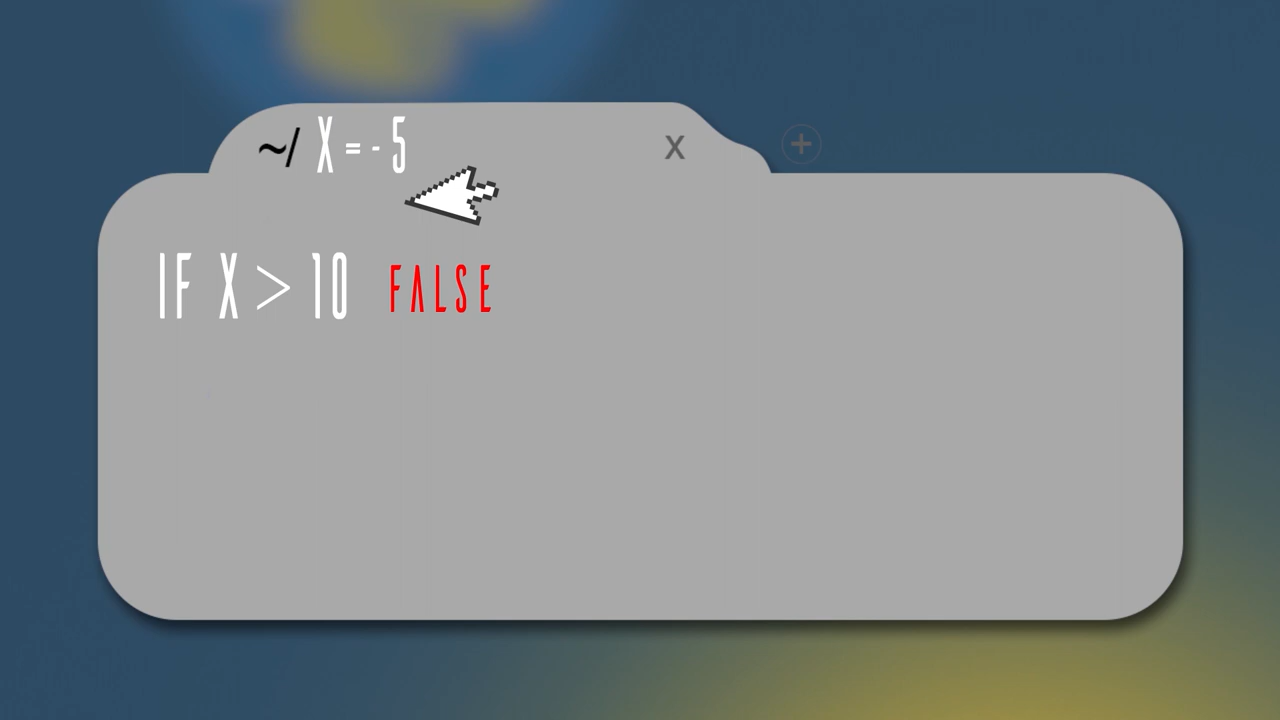 ~/ X = - 5 X
IF X > 10 FALSE